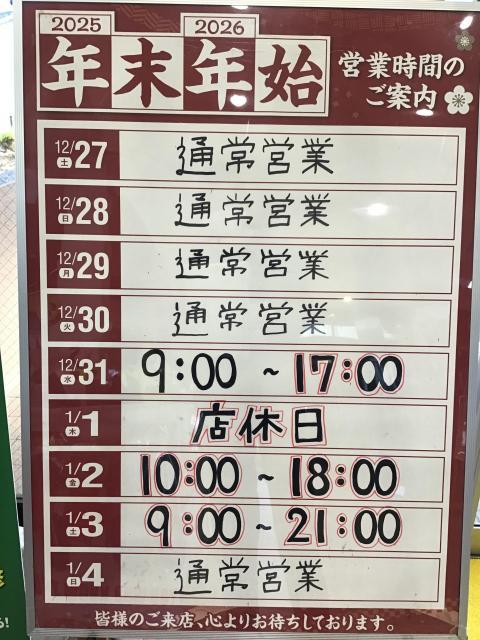 2025 2026
年末年始
営業時間の
ご案内
12/27 土 通常営業
12/28 日 通常営業
12/29 月 通常営業
12/30 火 通常営業
12/31 水 9:00 ~ 17:00
1/1 木 店休日
1/2 金 10:00 ~ 18:00
1/3 土 9:00 ~ 21:00
1/4 日 通常営業
皆様のご来店、心よりお待ちしております。